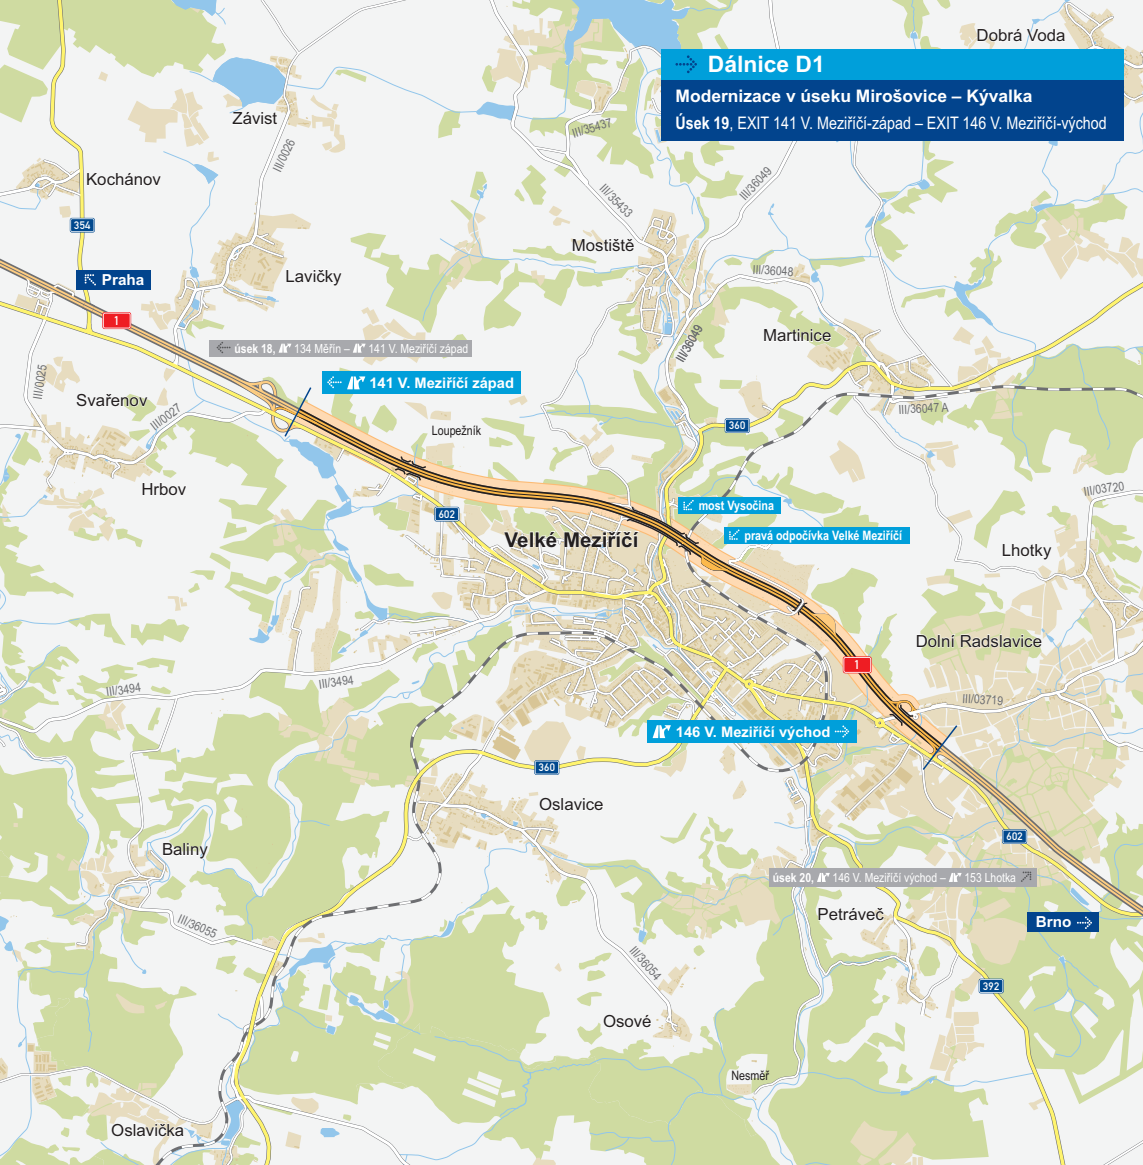 Dobrá Voda
Dálnice D1
Modernizace v úseku Mirošovice – Kývalka
Úsek 19, EXIT 141 V. Meziříčí-západ – EXIT 146 V. Meziříčí-východ
Závist
III/35437
III/0026
Kochánov
III/36049
III/35433
354
Mostiště
Praha
Lavičky
III/36048
1
Martinice
III/36049
úsek 18, 134 Měřín – 141 V. Meziříčí západ
141 V. Meziříčí západ
III/0025
Svařenov
III/0027
III/36047 A
360
Loupežník
Hrbov
III/03720
most Vysočina
602
pravá odpočívka Velké Meziříčí
Velké Meziříčí
Lhotky
Dolní Radslavice
1
III/3494
III/3494
III/03719
146 V. Meziříčí východ
360
Oslavice
602
Baliny
úsek 20, 146 V. Meziříčí východ – 153 Lhotka
Petráveč
Brno
III/36055
III/36054
392
Osové
Nesměř
Oslavička